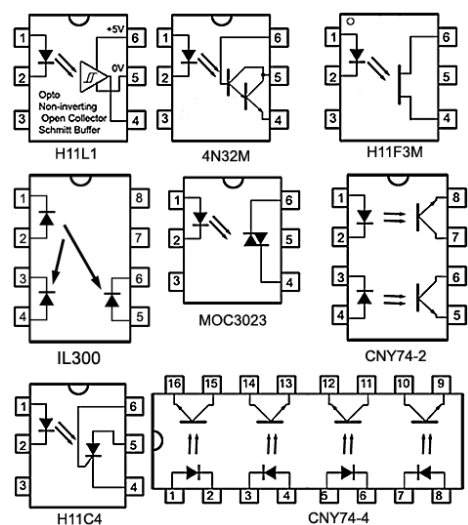 1 +5V 6
2 0V 5
3 4
Opto
Non-inverting
Open Collector
Schmitt Buffer
H11L1
1 6
2 5
3 4
4N32M
1 6
2 5
3 4
H11F3M
1 8
2 7
3 6
4 5
IL300
1 6
2 5
3 4
MOC3023
1 8
2 7
3 6
4 5
CNY74-2
1 6
2 5
3 4
H11C4
16 15 14 13 12 11 10 9
1 2 3 4 5 6 7 8
CNY74-4